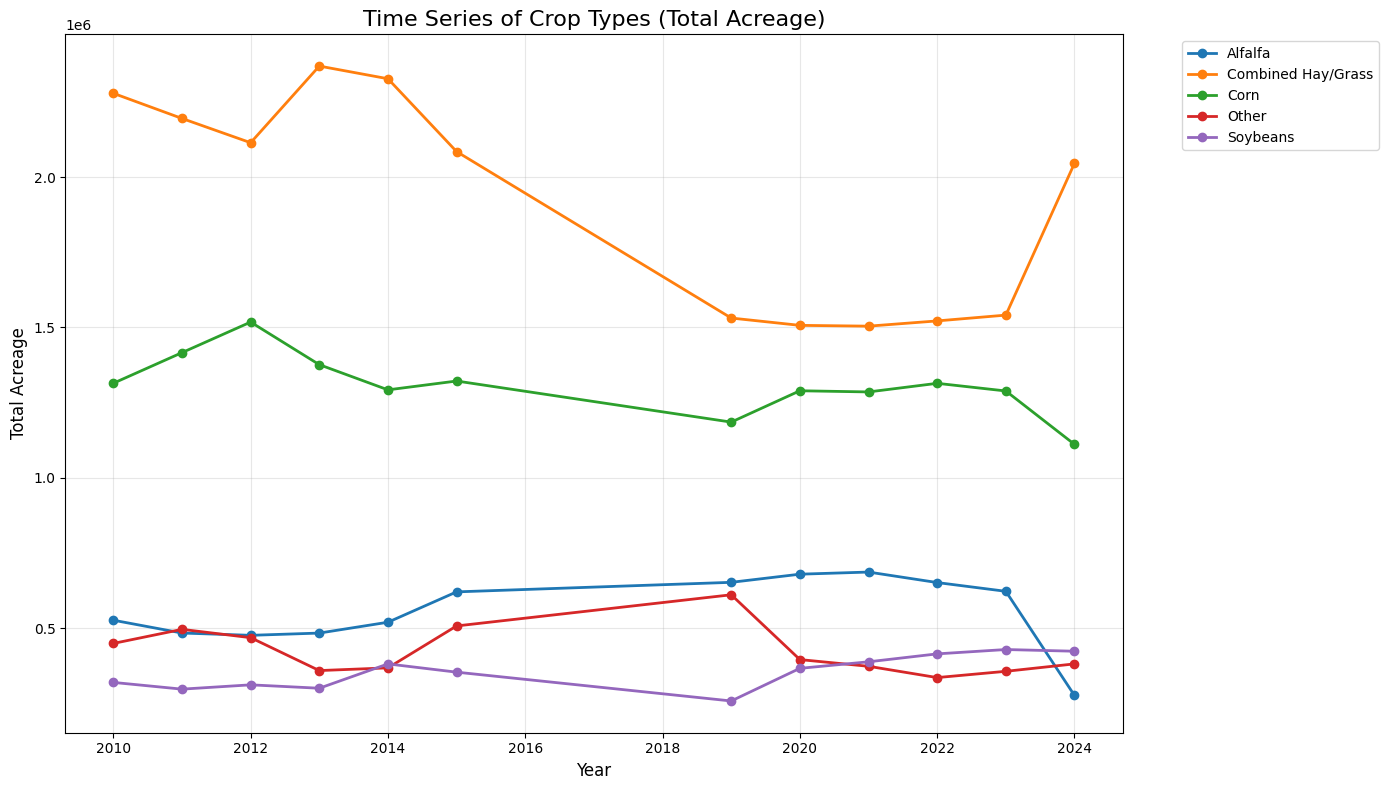 Time Series of Crop Types (Total Acreage)
1e6
Alfalfa
Combined Hay/Grass
Corn
Other
Soybeans
2.0
1.5
1.0
0.5
Total Acreage
2010 2012 2014 2016 2018 2020 2022 2024
Year